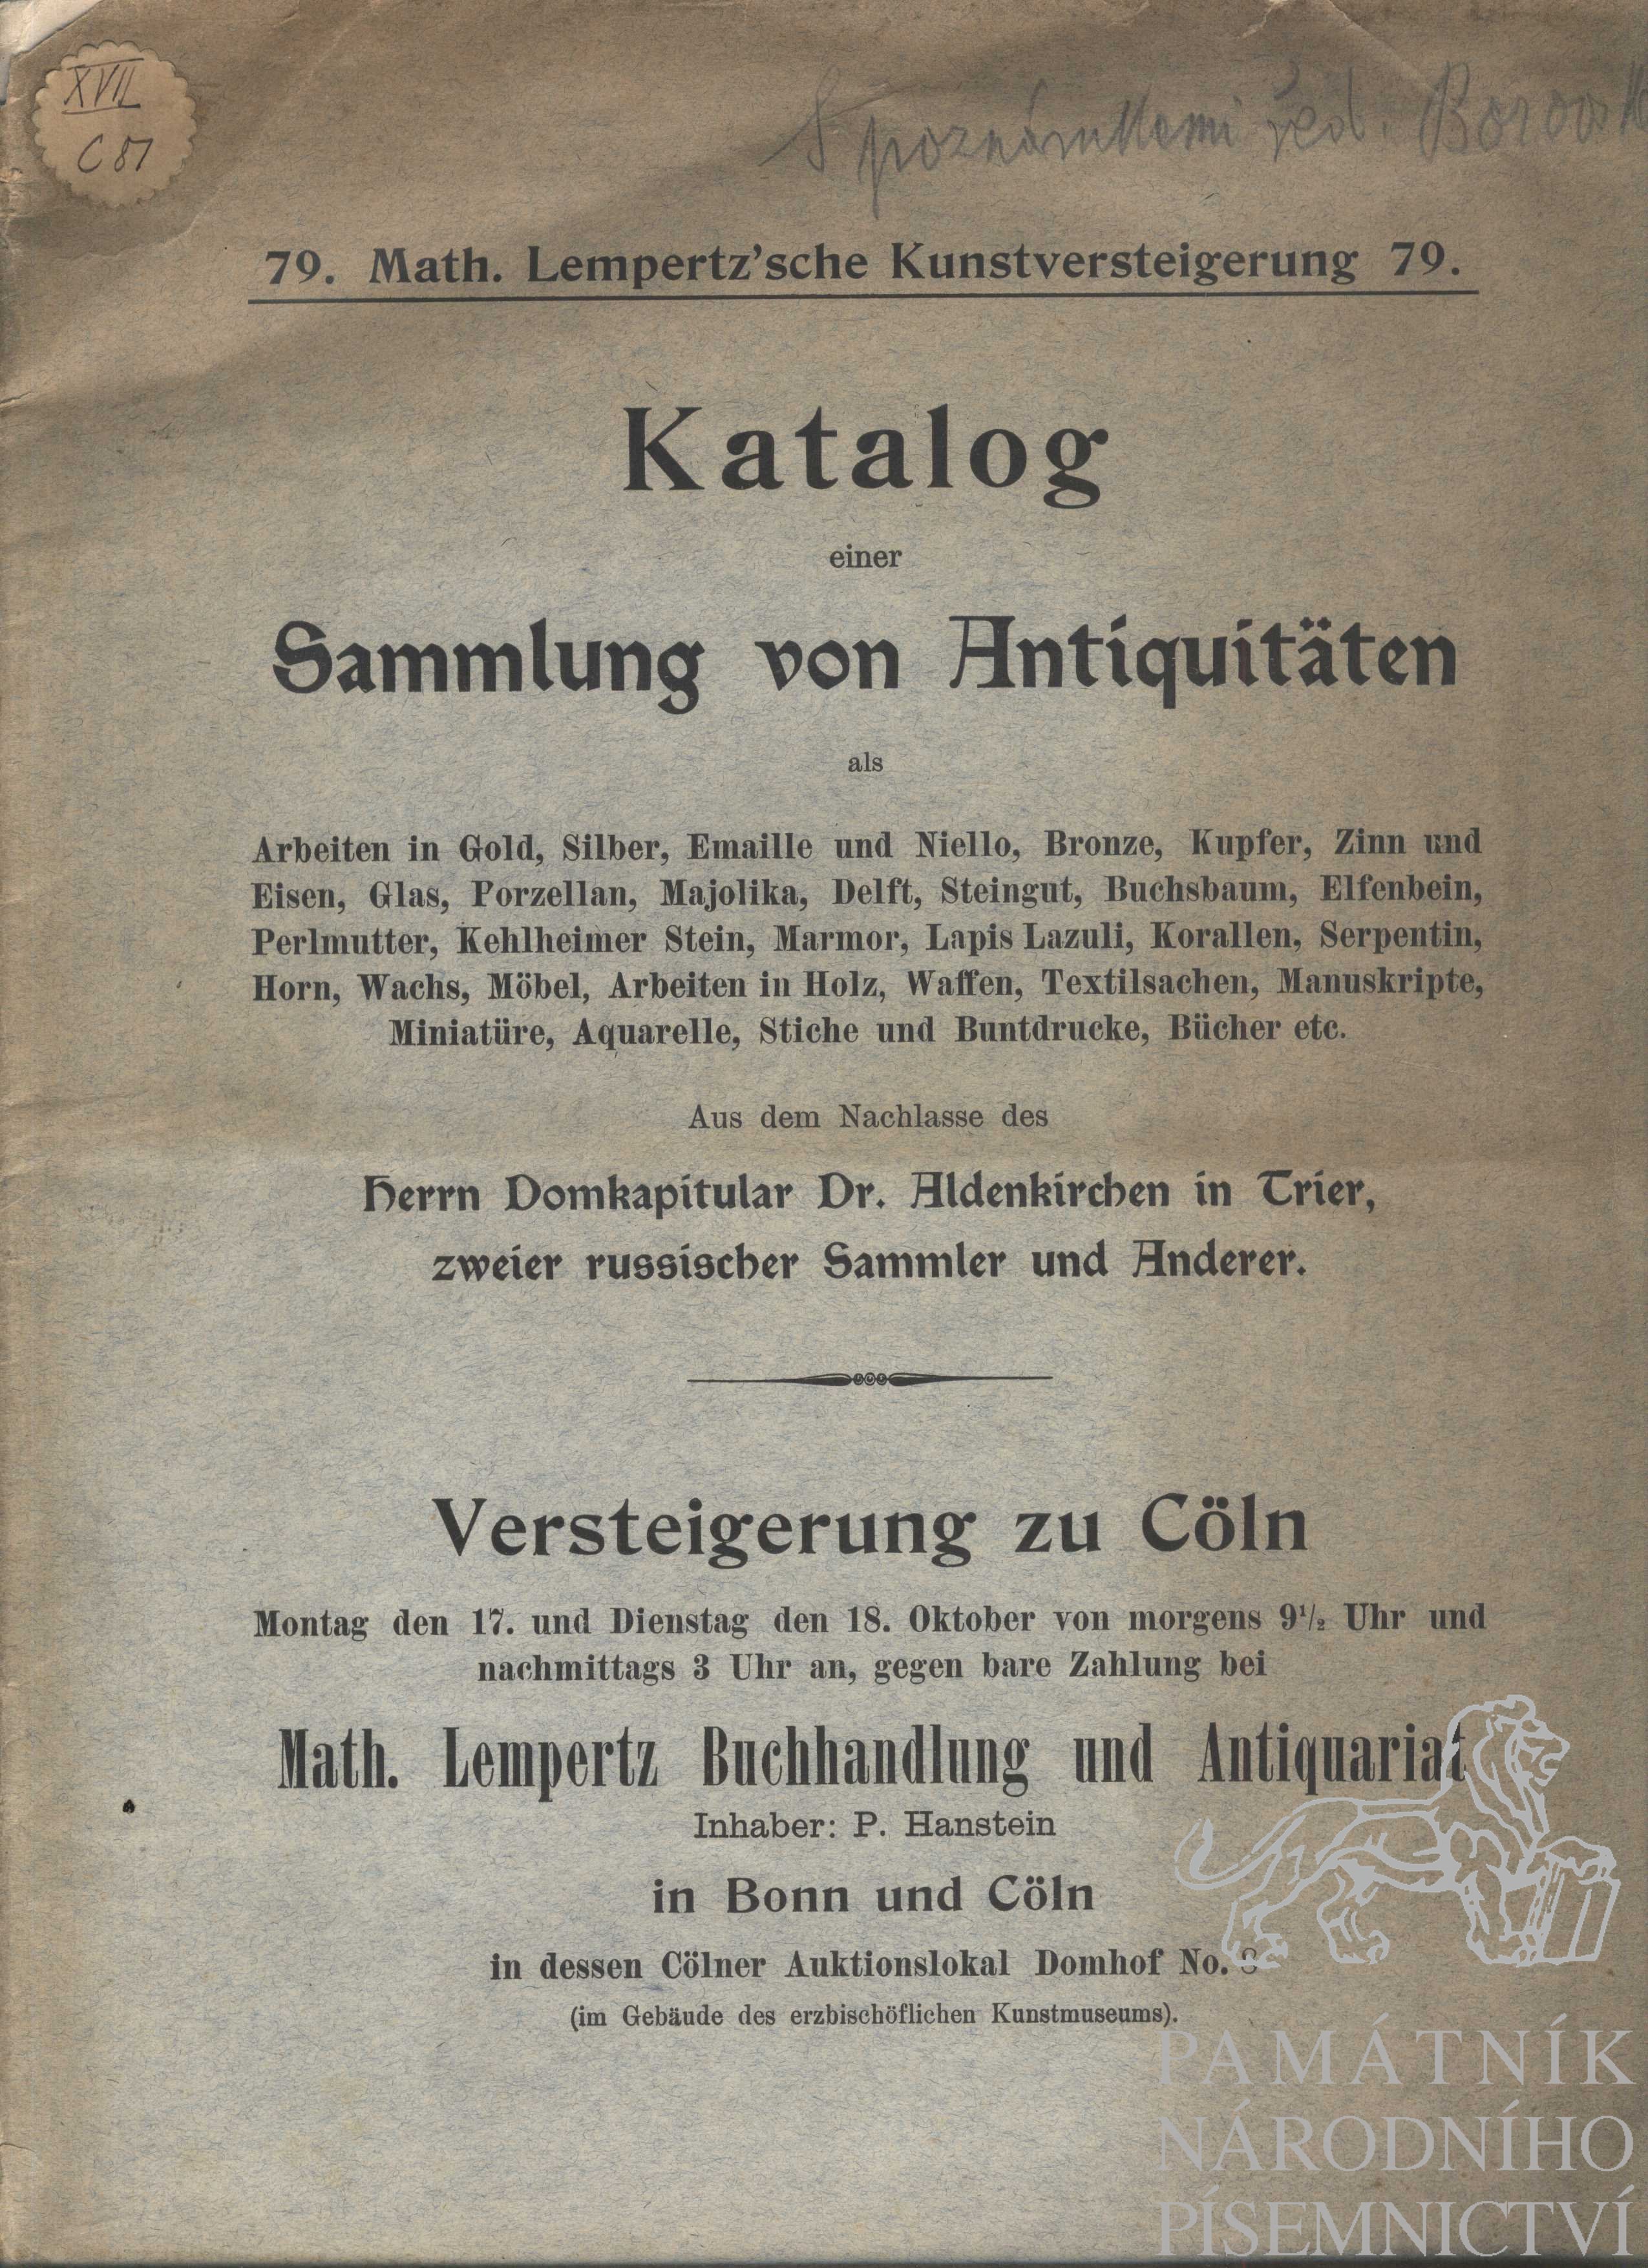 XVII
C 87
S poznámkami řed.
79. Math. Lempertz'sche Kunstversteigerung 79.
Katalog
einer
Sammlung von Antiquitäten
als
Arbeiten in Gold, Silber, Emaille und Niello, Bronze, Kupfer, Zinn und
Eisen, Glas, Porzellan, Majolika, Delft, Steingut, Buchsbaum, Elfenbein,
Perlmutter, Kehlheimer Stein, Marmor, Lapis Lazuli, Korallen, Serpentin,
Horn, Wachs, Möbel, Arbeiten in Holz, Waffen, Textilsachen, Manuskripte,
Miniatüre, Aquarelle, Stiche und Buntdrucke, Bücher etc.
Aus dem Nachlasse des
Herrn Domkapitular Dr. Aldenkirchen in Trier,
zweier russischer Sammler und Anderer.
Versteigerung zu Cöln
Montag den 17. und Dienstag den 18. Oktober von morgens 9½ Uhr und
nachmittags 3 Uhr an, gegen bare Zahlung bei
Math. Lempertz Buchhandlung und Antiquariat
Inhaber: P. Hanstein
in Bonn und Cöln
in dessen Cölner Auktionslokal Domhof No.
(im Gebäude des erzbischöflichen Kunstmuseums).
PAMÁTNÍK
NÁRODNÍHO
PÍSEMNICTVÍ